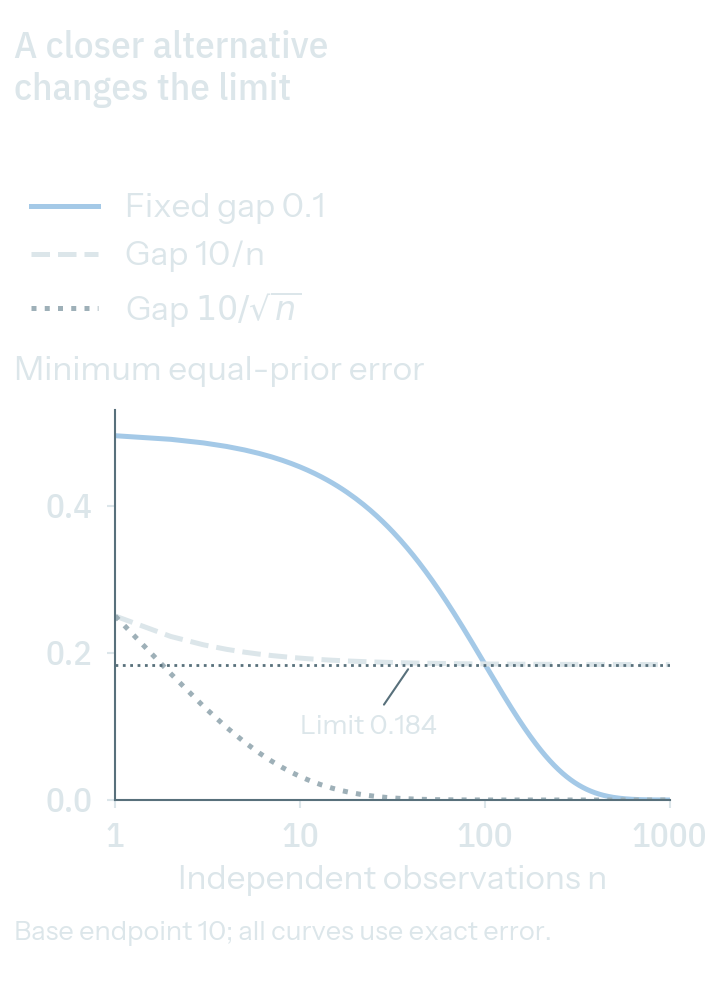 A closer alternative
changes the limit
Fixed gap 0.1
Gap 10/n
Gap 10/√n
Minimum equal-prior error
0.4
0.2
Limit 0.184
0.0
1 10 100 1000
Independent observations n
Base endpoint 10; all curves use exact error.